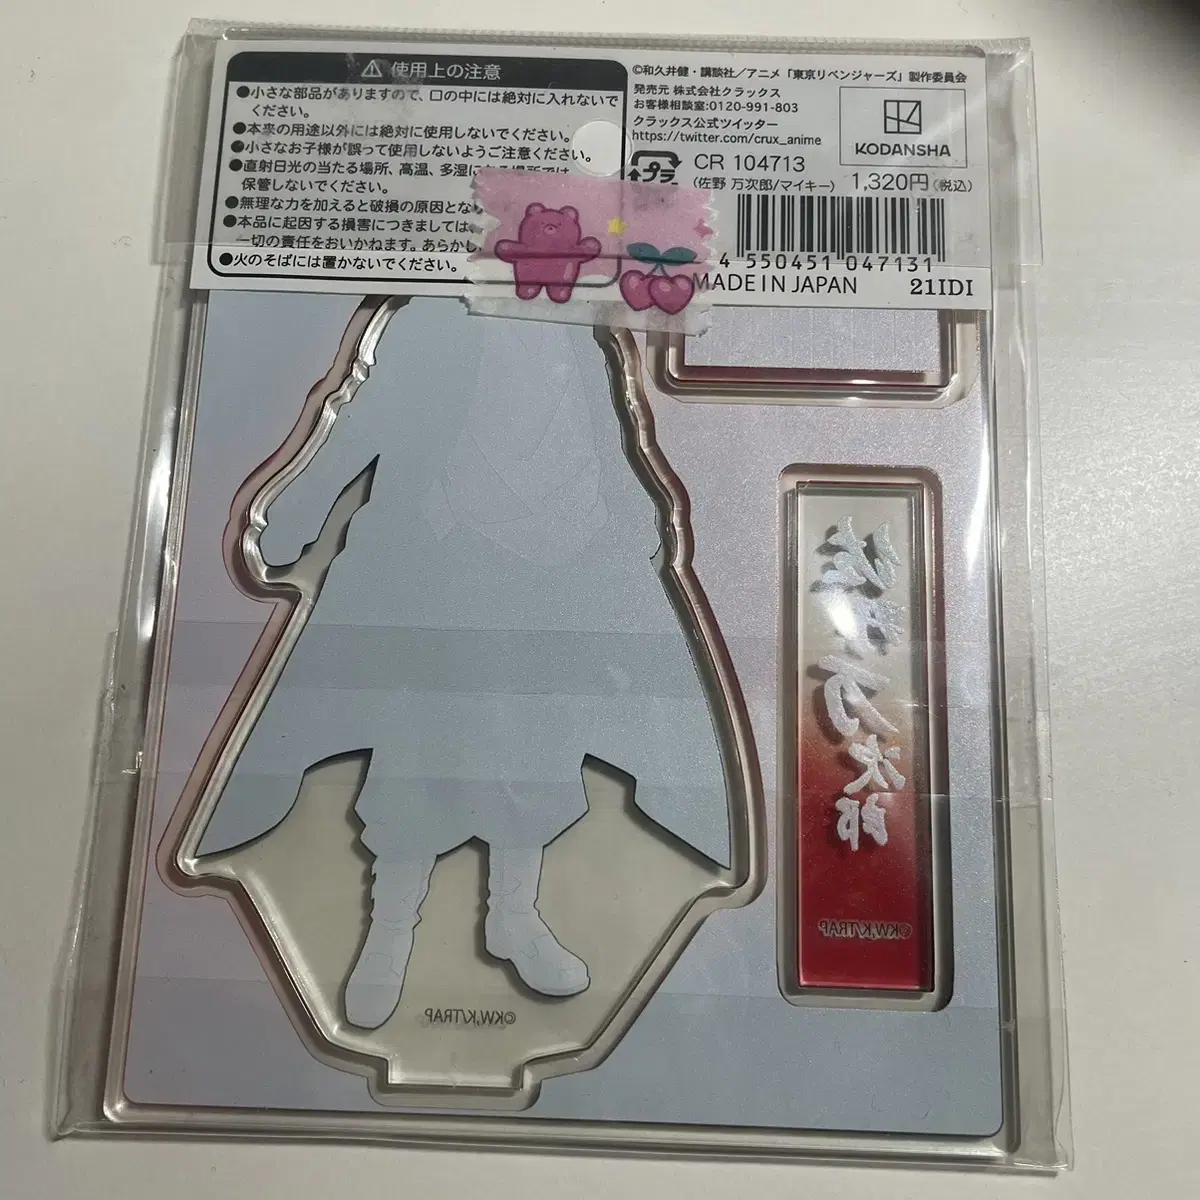 ⚠ 使用上の注意
●小さな部品がありますので、口の中には絶対に入れないで
ください。
●本来の用途以外には絶対に使用しないでください。
●小さなお子様が誤って使用しないようご注意ください。
●直射日光の当たる場所、高温、多湿になる場所では
保管しないでください。
●無理な力を加えると破損の原因とな
●本品に起因する損害につきましては、
一切の責任をおいかねます。あらかじ
●火のそばには置かないでください。
©和久井健・講談社／アニメ「東京リベンジャーズ」製作委員会
発売元 株式会社クラックス
お客様相談室:0120-991-803
クラックス公式ツイッター
https://twitter.com/crux_anime
KODANSHA
プラ
CR 104713
(佐野 万次郎/マイキー) 1,320円(税込)
4 550451 047131
MADE IN JAPAN 21IDI
佐野万次郎
©KW,K/TRAP
©KW,K/TRAP